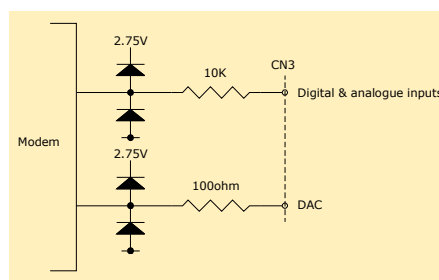 2.75V
10K
CN3
Digital & analogue inputs
Modem
2.75V
100ohm
DAC